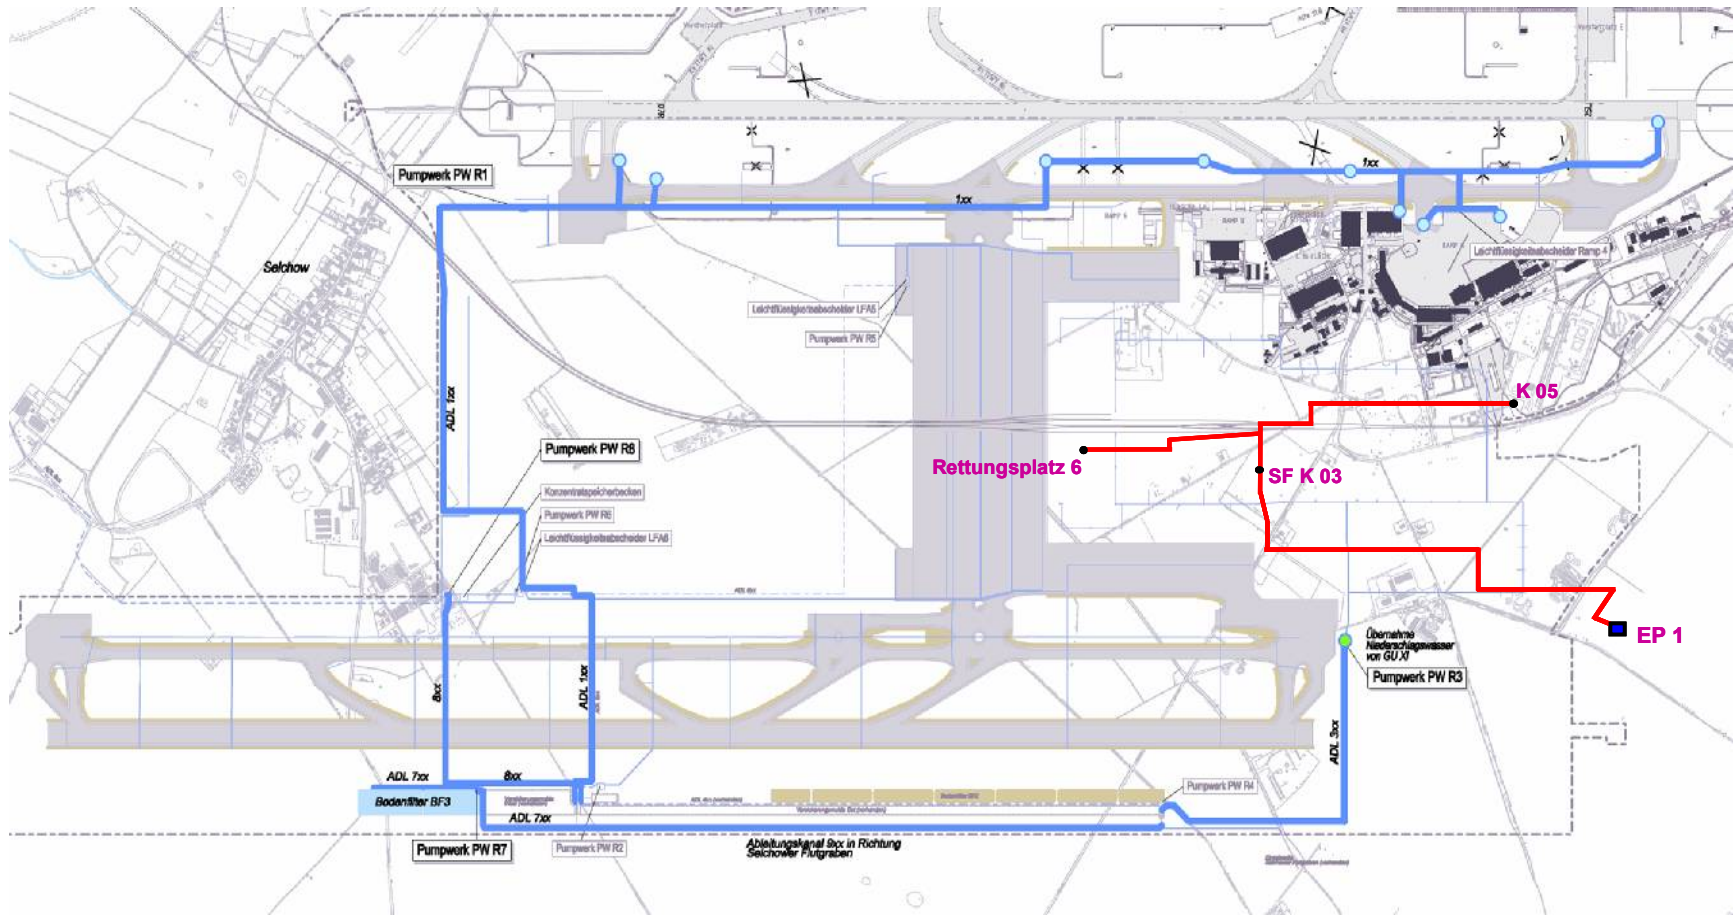 Pumpwerk PW R1
1xx
1xx
Selchow
Leichtflüssigkeitsabscheider Ramp 4
Leichtflüssigkeitsabscheider LFA5
Pumpwerk PW R5
ADL 1xx
K 05
Pumpwerk PW R8
Rettungsplatz 6
SF K 03
Konzentratspeicherbecken
Pumpwerk PW R6
Leichtflüssigkeitsabscheider LFA6
EP 1
Übernahme
Niederschlagswasser
von GU XI
Pumpwerk PW R3
8xx
ADL 1xx
ADL 3xx
ADL 7xx
8xx
Pumpwerk PW R4
Bodenfilter BF3
ADL 7xx
Pumpwerk PW R7
Pumpwerk PW R2
Ableitungskanal 9xx in Richtung
Selchower Flutgraben